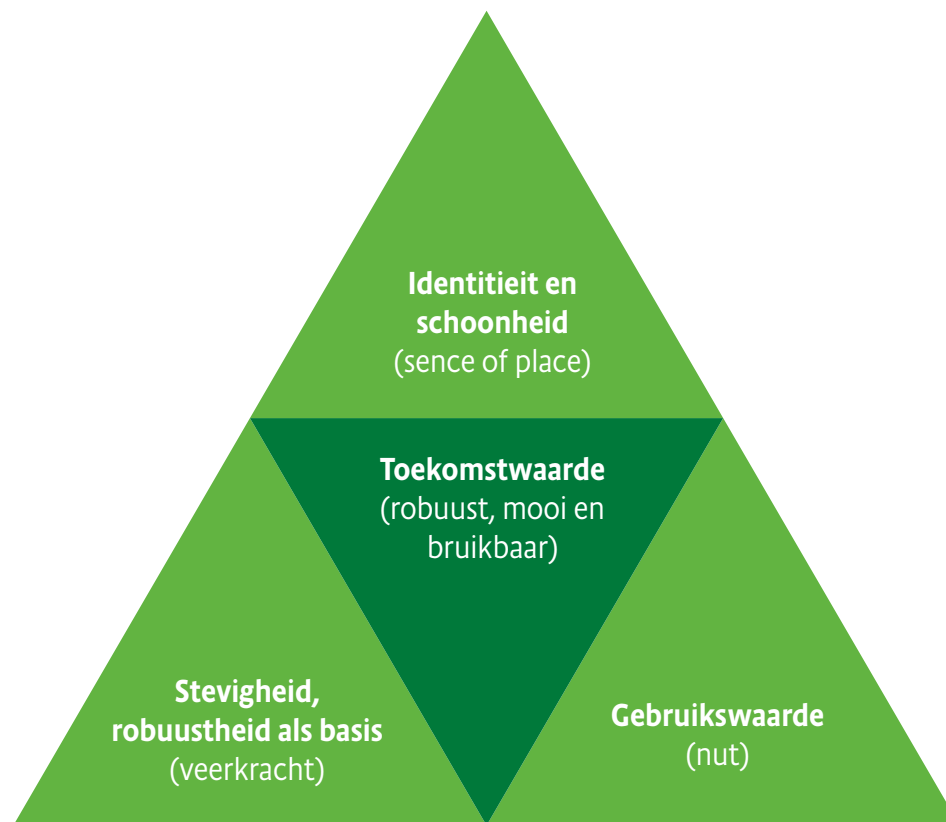 Identitieit en
schoonheid
(sence of place)
Toekomstwaarde
(robuust, mooi en
bruikbaar)
Stevigheid,
robuustheid als basis
(veerkracht)
Gebruikswaarde
(nut)